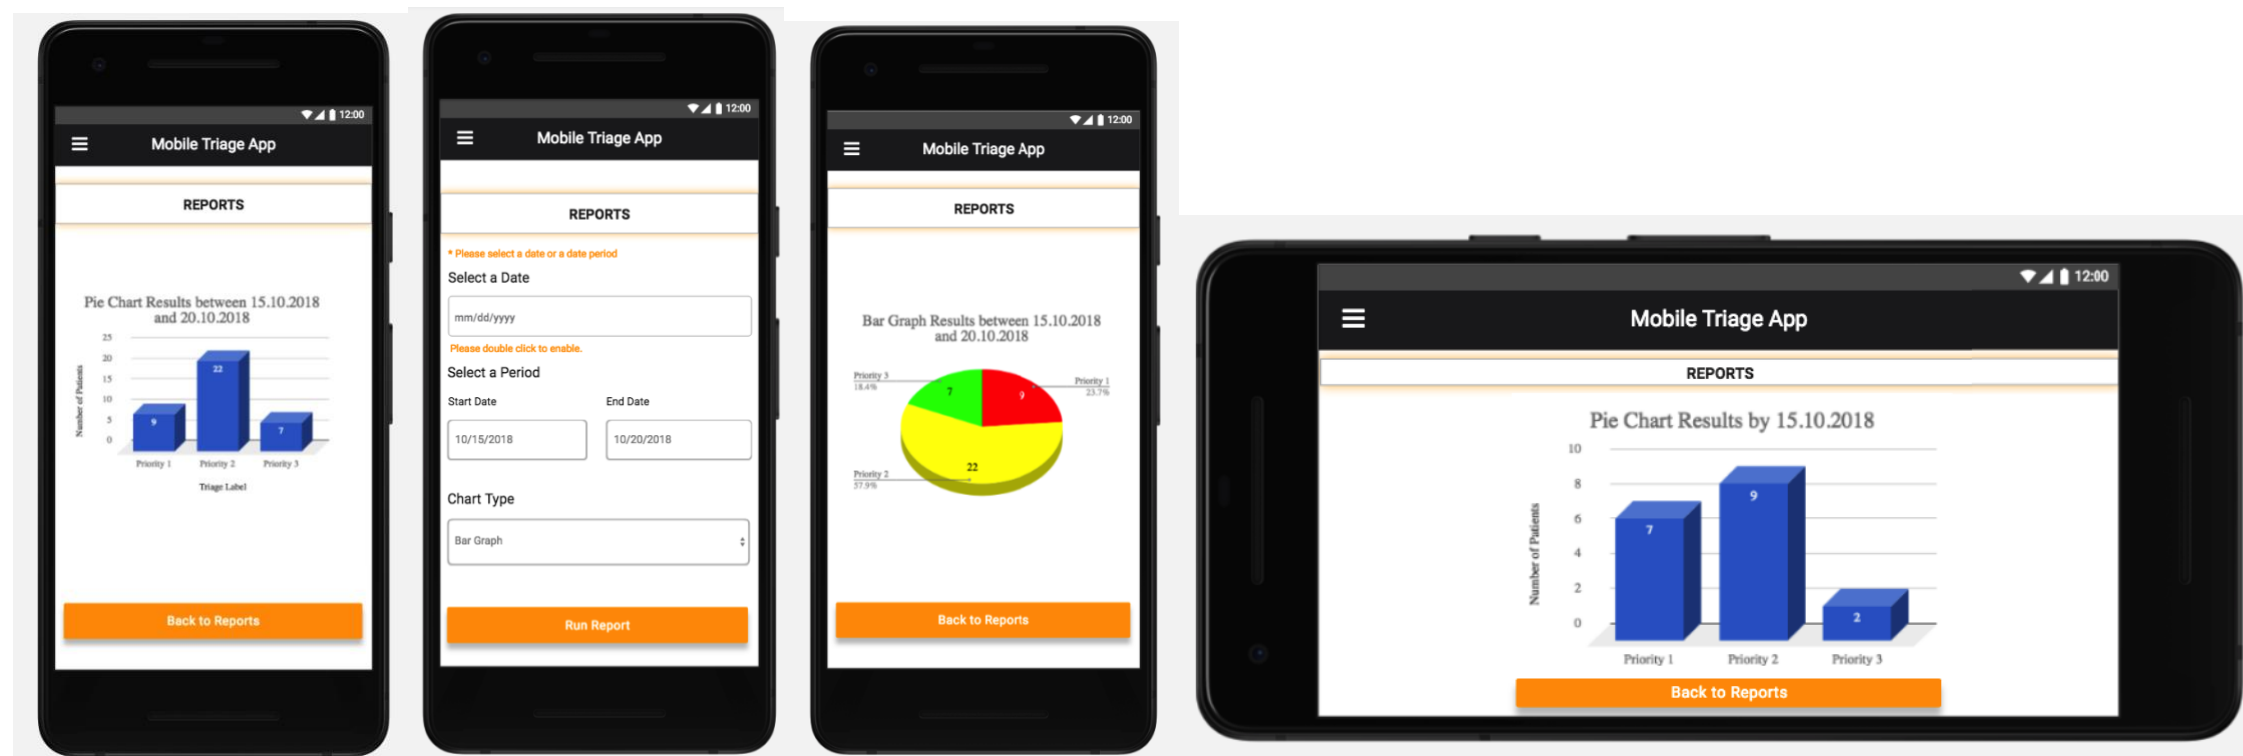 12:00
Mobile Triage App
REPORTS
Pie Chart Results between 15.10.2018
and 20.10.2018
25
20
15
10
5
0
Number of Patients
9
22
7
Priority 1
Priority 2
Priority 3
Triage Label
Back to Reports
12:00
Mobile Triage App
REPORTS
* Please select a date or a date period
Select a Date
mm/dd/yyyy
Please double click to enable.
Select a Period
Start Date
End Date
10/15/2018
10/20/2018
Chart Type
Bar Graph
Run Report
12:00
Mobile Triage App
REPORTS
Bar Graph Results between 15.10.2018
and 20.10.2018
Priority 3
18.4%
7
9
Priority 1
23.7%
22
Priority 2
57.9%
Back to Reports
12:00
Mobile Triage App
REPORTS
Pie Chart Results by 15.10.2018
10
8
6
4
2
0
Number of Patients
7
9
2
Priority 1
Priority 2
Priority 3
Back to Reports